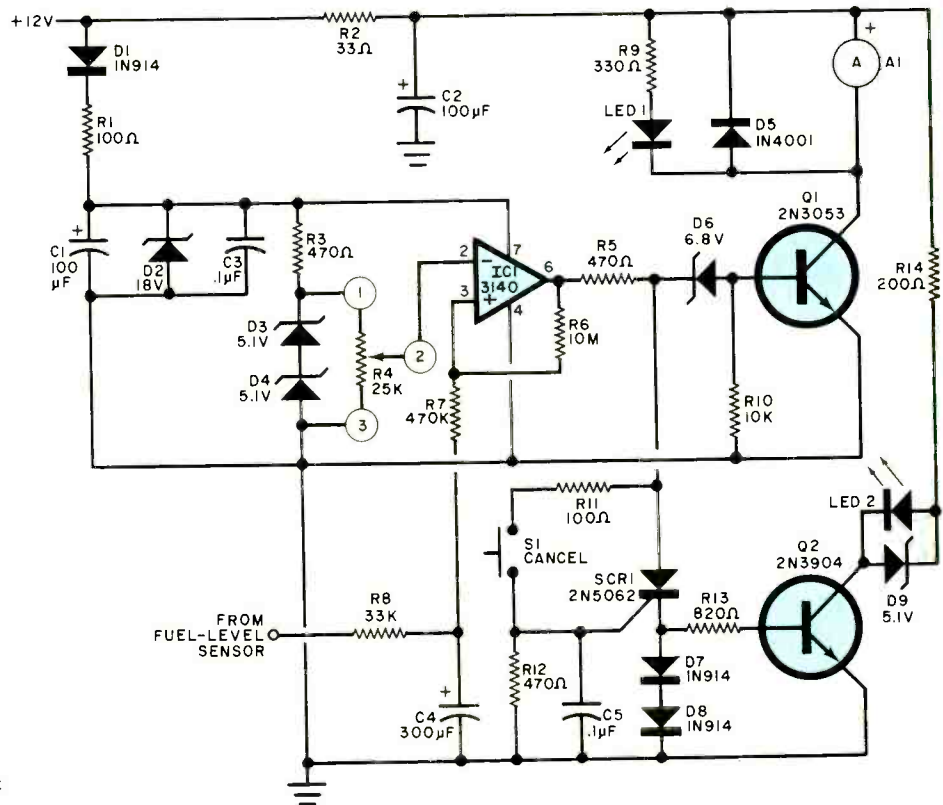 +12V
R2
33Ω
D1
1N914
R1
100Ω
C2
100µF
R9
330Ω
LED 1
D5
1N4001
A
A1
+
+
C1
100
µF
+
D2
18V
C3
.1µF
R3
470Ω
D3
5.1V
D4
5.1V
1
2
3
R4
25K
2
3
7
6
4
-
+
IC1
3140
R5
470Ω
R6
10M
R7
470K
D6
6.8V
Q1
2N3053
R10
10K
R14
200Ω
R11
100Ω
S1
CANCEL
SCR1
2N5062
R13
820Ω
Q2
2N3904
LED 2
D9
5.1V
FROM
FUEL-LEVEL
SENSOR
R8
33K
+
C4
300µF
R12
470Ω
C5
.1µF
D7
1N914
D8
1N914